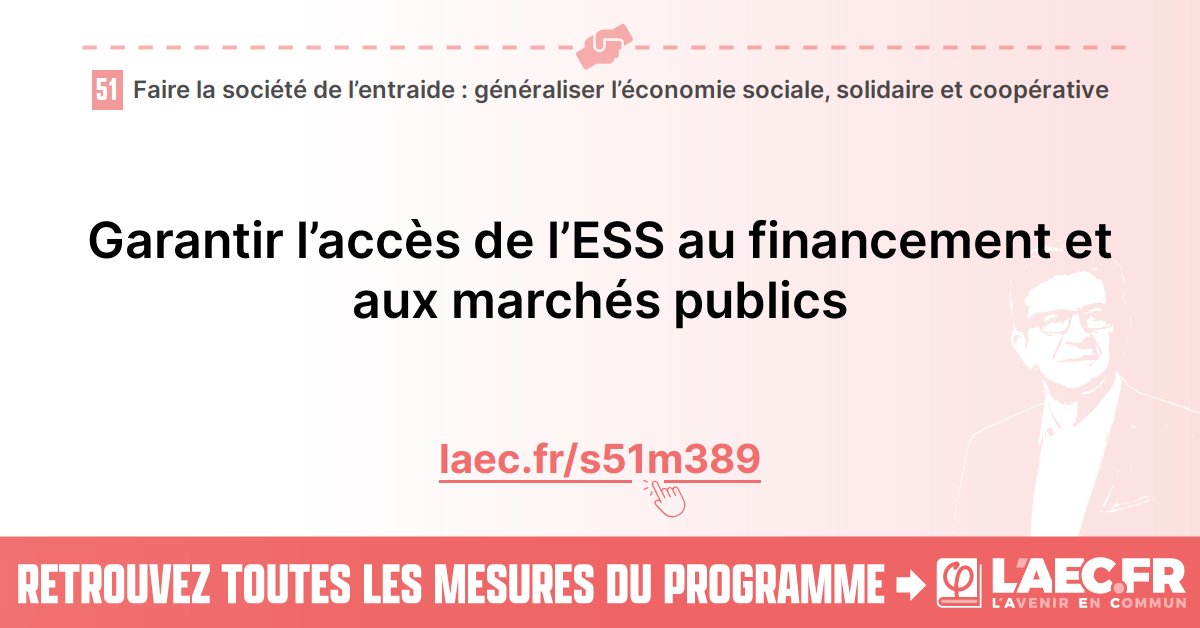 51 Faire la société de l’entraide : généraliser l’économie sociale, solidaire et coopérative
Garantir l’accès de l’ESS au financement et
aux marchés publics
laec.fr/s51m389
RETROUVEZ TOUTES LES MESURES DU PROGRAMME
L'AEC.FR
L'AVENIR EN COMMUN